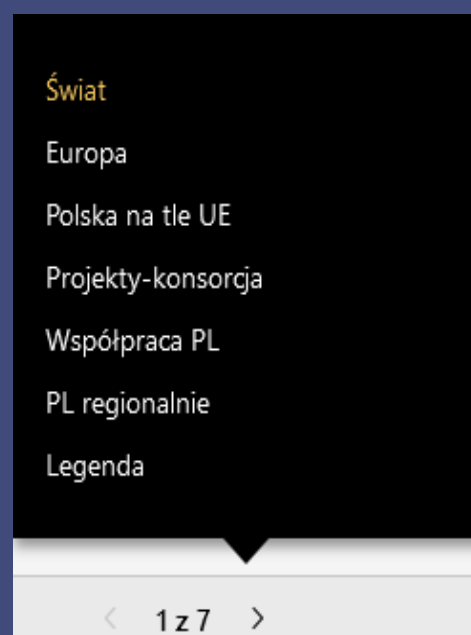 Świat
Europa
Polska na tle UE
Projekty-konsorcja
Współpraca PL
PL regionalnie
Legenda
1 z 7